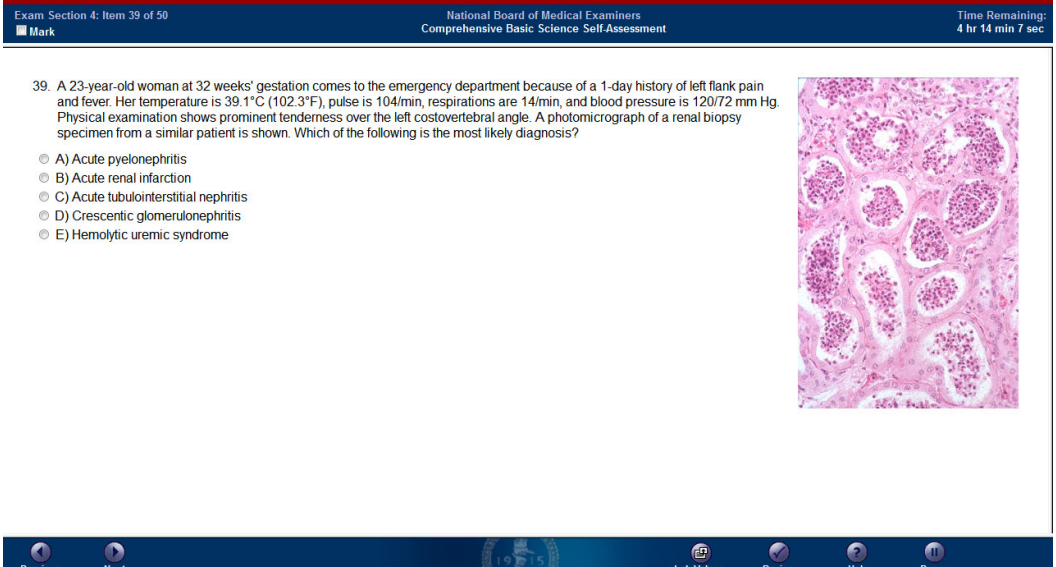 Exam Section 4: Item 39 of 50
Mark
National Board of Medical Examiners
Comprehensive Basic Science Self-Assessment
Time Remaining:
4 hr 14 min 7 sec
39. A 23-year-old woman at 32 weeks' gestation comes to the emergency department because of a 1-day history of left flank pain
and fever. Her temperature is 39.1°C (102.3°F), pulse is 104/min, respirations are 14/min, and blood pressure is 120/72 mm Hg.
Physical examination shows prominent tenderness over the left costovertebral angle. A photomicrograph of a renal biopsy
specimen from a similar patient is shown. Which of the following is the most likely diagnosis?
A) Acute pyelonephritis
B) Acute renal infarction
C) Acute tubulointerstitial nephritis
D) Crescentic glomerulonephritis
E) Hemolytic uremic syndrome
1915